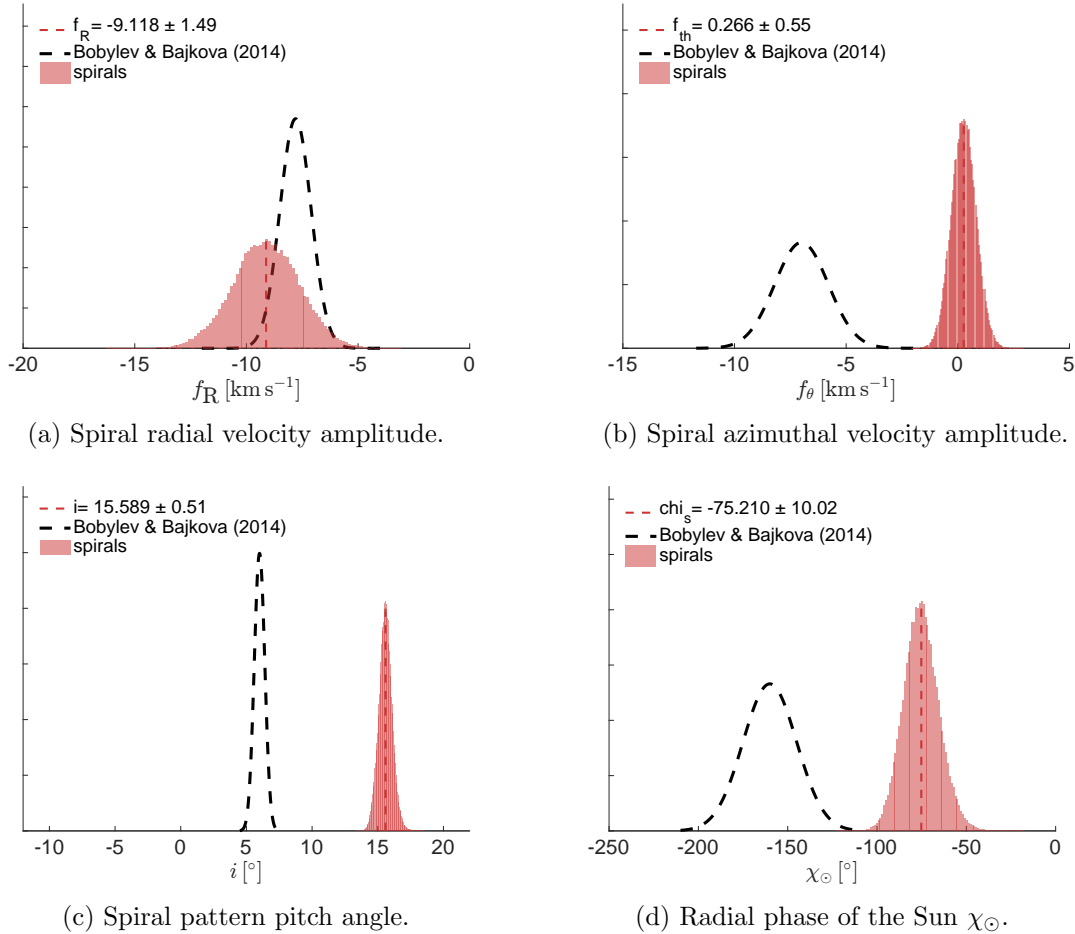 f_R= -9.118 ± 1.49
Bobylev & Bajkova (2014)
spirals
-20 -15 -10 -5 0
f_R [km s⁻¹]
(a) Spiral radial velocity amplitude.
f_th= 0.266 ± 0.55
Bobylev & Bajkova (2014)
spirals
-15 -10 -5 0 5
f_θ [km s⁻¹]
(b) Spiral azimuthal velocity amplitude.
i= 15.589 ± 0.51
Bobylev & Bajkova (2014)
spirals
-10 -5 0 5 10 15 20
i [°]
(c) Spiral pattern pitch angle.
chi_s= -75.210 ± 10.02
Bobylev & Bajkova (2014)
spirals
-250 -200 -150 -100 -50 0
χ_⊙ [°]
(d) Radial phase of the Sun χ_⊙.